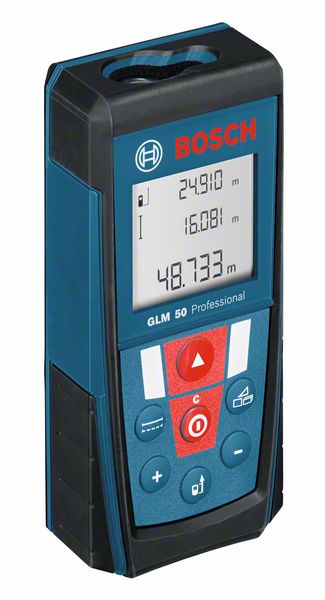 BOSCH
24.910 m
16.081 m
48.733 m
GLM 50 Professional
C
+
-